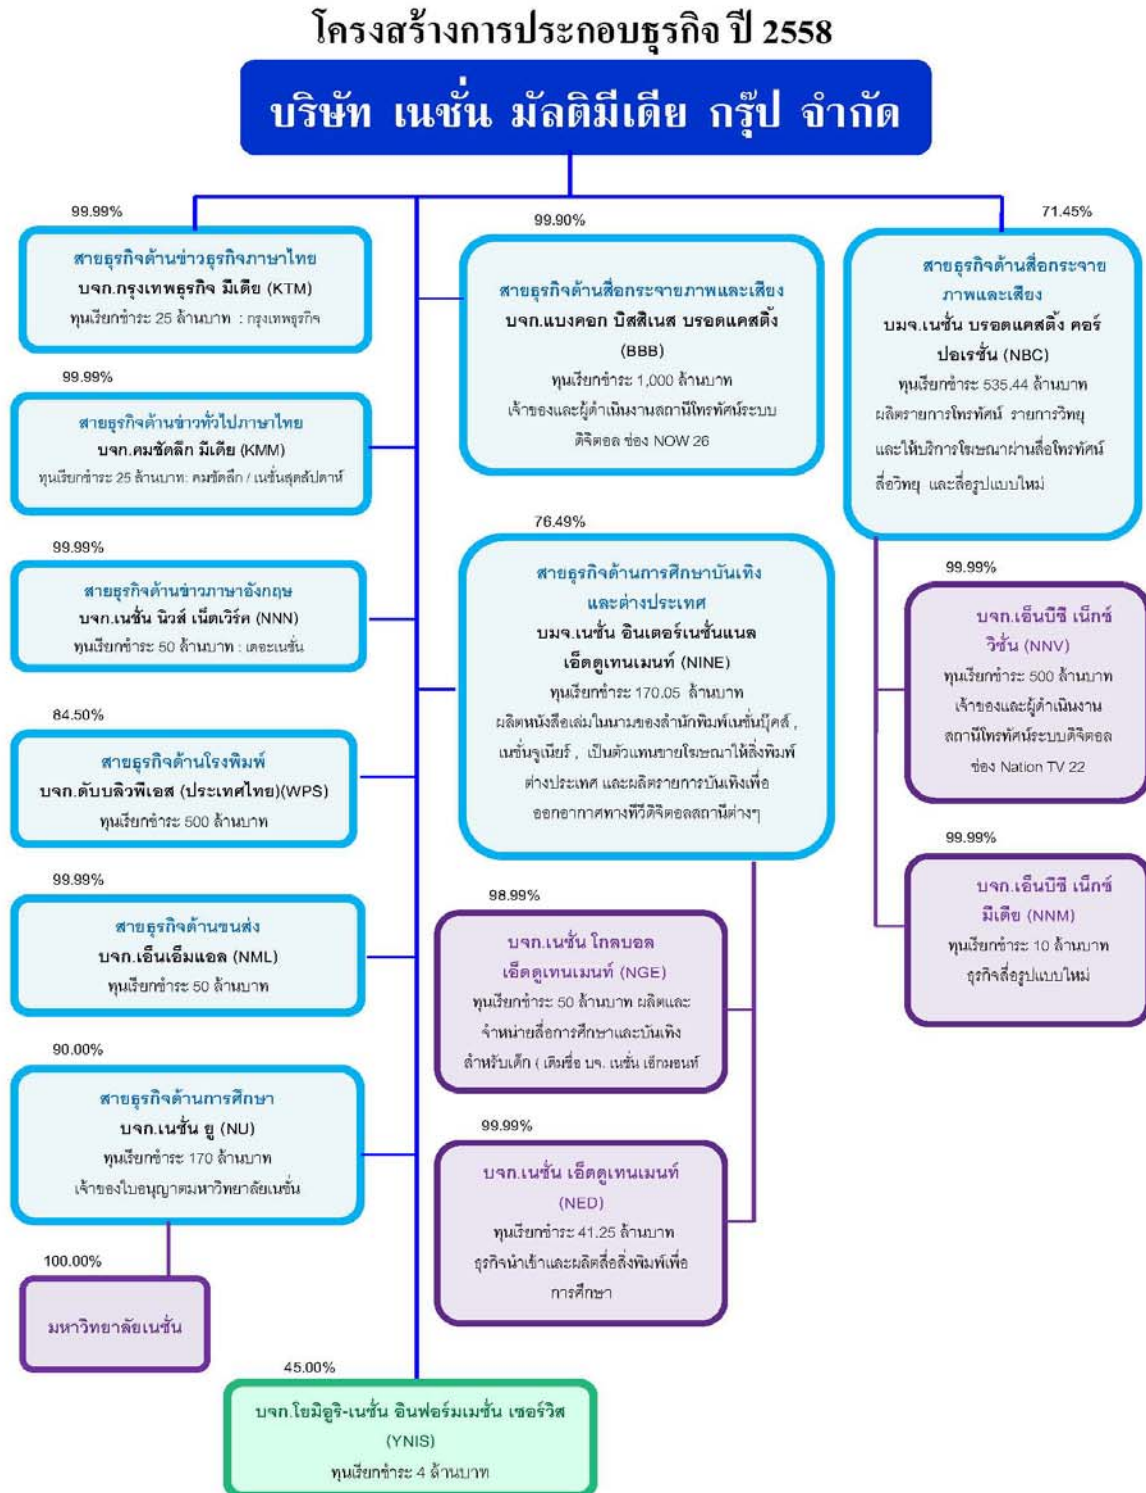 โครงสร้างการประกอบธุรกิจ ปี 2558
บริษัท เนชั่น มัลติมีเดีย กรุ๊ป จำกัด
99.99%
สายธุรกิจด้านข่าวธุรกิจภาษาไทย
บจก.กรุงเทพธุรกิจ มีเดีย (KTM)
ทุนเรียกชำระ 25 ล้านบาท : กรุงเทพธุรกิจ
99.99%
สายธุรกิจด้านข่าวทั่วไปภาษาไทย
บจก.คมชัดลึก มีเดีย (KMM)
ทุนเรียกชำระ 25 ล้านบาท: คมชัดลึก / เนชั่นสุดสัปดาห์
99.99%
สายธุรกิจด้านข่าวภาษาอังกฤษ
บจก.เนชั่น นิวส์ เน็ตเวิร์ค (NNN)
ทุนเรียกชำระ 50 ล้านบาท : เดอะเนชั่น
84.50%
สายธุรกิจด้านโรงพิมพ์
บจก.ดับบลิวพีเอส (ประเทศไทย)(WPS)
ทุนเรียกชำระ 500 ล้านบาท
99.99%
สายธุรกิจด้านขนส่ง
บจก.เอ็นเอ็มแอล (NML)
ทุนเรียกชำระ 50 ล้านบาท
90.00%
สายธุรกิจด้านการศึกษา
บจก.เนชั่น ยู (NU)
ทุนเรียกชำระ 170 ล้านบาท
เจ้าของใบอนุญาตมหาวิทยาลัยเนชั่น
100.00%
มหาวิทยาลัยเนชั่น
99.90%
สายธุรกิจด้านสื่อกระจายภาพและเสียง
บจก.แบงคอก บิสสิเนส บรอดแคสติ้ง
(BBB)
ทุนเรียกชำระ 1,000 ล้านบาท
เจ้าของและผู้ดำเนินงานสถานีโทรทัศน์ระบบ
ดิจิตอล ช่อง NOW 26
76.49%
สายธุรกิจด้านการศึกษาบันเทิง
และต่างประเทศ
บมจ.เนชั่น อินเตอร์เนชั่นแนล
เอ็ดดูเทนเมนท์ (NINE)
ทุนเรียกชำระ 170.05 ล้านบาท
ผลิตหนังสือเล่มในนามของสำนักพิมพ์เนชั่นบุ๊คส์ ,
เนชั่นจูเนียร์ , เป็นตัวแทนขายโฆษณาให้สิ่งพิมพ์
ต่างประเทศ และผลิตรายการบันเทิงเพื่อ
ออกอากาศทางทีวีดิจิตอลสถานีต่างๆ
98.99%
บจก.เนชั่น โกลบอล
เอ็ดดูเทนเมนท์ (NGE)
ทุนเรียกชำระ 50 ล้านบาท ผลิตและ
จำหน่ายสื่อการศึกษาและบันเทิง
สำหรับเด็ก ( เดิมชื่อ บจ. เนชั่น เอ็กมอนท์
99.99%
บจก.เนชั่น เอ็ดดูเทนเมนท์
(NED)
ทุนเรียกชำระ 41.25 ล้านบาท
ธุรกิจนำเข้าและผลิตสื่อสิ่งพิมพ์เพื่อ
การศึกษา
71.45%
สายธุรกิจด้านสื่อกระจาย
ภาพและเสียง
บมจ.เนชั่น บรอดแคสติ้ง คอร์
ปอเรชั่น (NBC)
ทุนเรียกชำระ 535.44 ล้านบาท
ผลิตรายการโทรทัศน์ รายการวิทยุ
และให้บริการโฆษณาผ่านสื่อโทรทัศน์
สื่อวิทยุ และสื่อรูปแบบใหม่
99.99%
บจก.เอ็นบีซี เน็กซ์
วิชั่น (NNV)
ทุนเรียกชำระ 500 ล้านบาท
เจ้าของและผู้ดำเนินงาน
สถานีโทรทัศน์ระบบดิจิตอล
ช่อง Nation TV 22
99.99%
บจก.เอ็นบีซี เน็กซ์
มีเดีย (NNM)
ทุนเรียกชำระ 10 ล้านบาท
ธุรกิจสื่อรูปแบบใหม่
45.00%
บจก.โยมิอูริ-เนชั่น อินฟอร์มเมชั่น เซอร์วิส
(YNIS)
ทุนเรียกชำระ 4 ล้านบาท